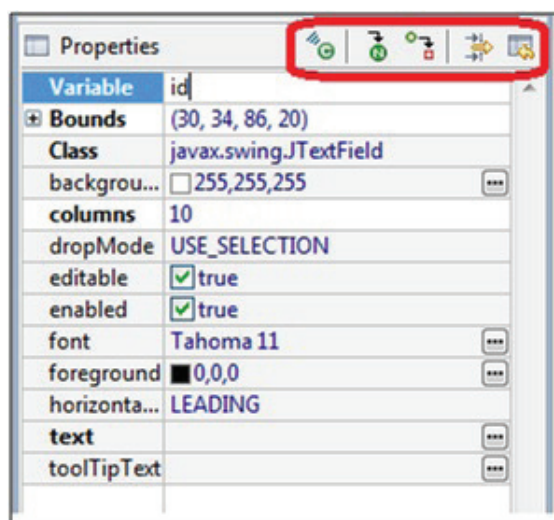 Properties
Variable id
Bounds (30, 34, 86, 20)
Class javax.swing.JTextField
backgrou... 255,255,255
columns 10
dropMode USE_SELECTION
editable true
enabled true
font Tahoma 11
foreground 0,0,0
horizonta... LEADING
text
toolTipText